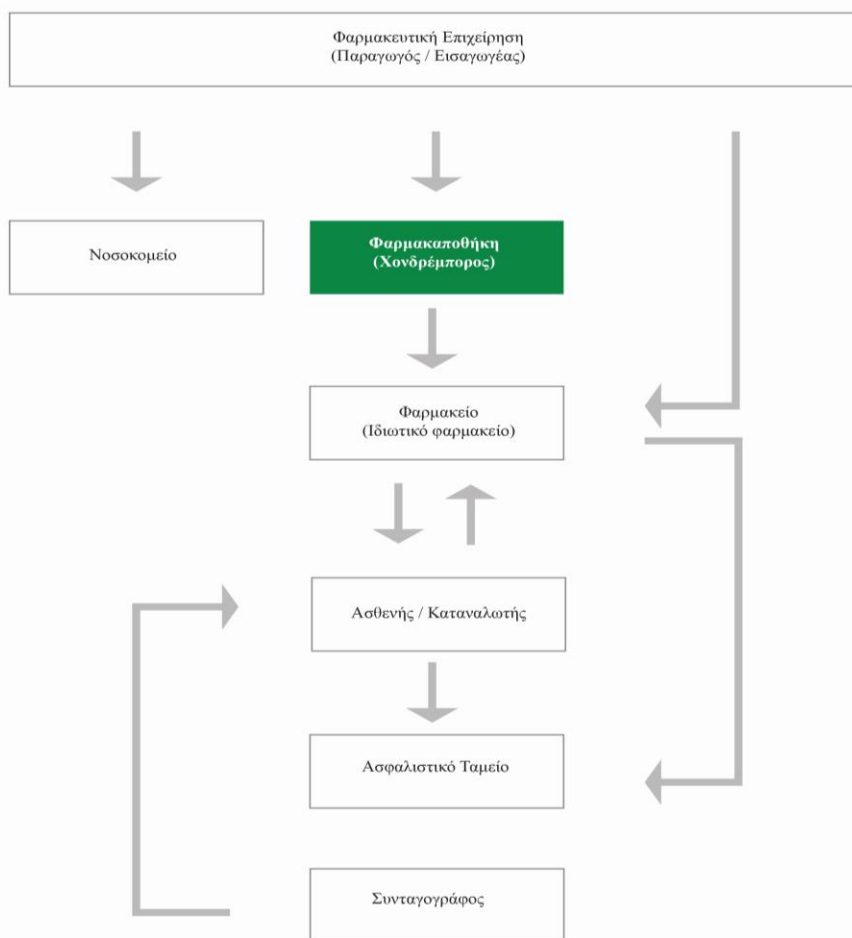 Φαρμακευτική Επιχείρηση
(Παραγωγός / Εισαγωγέας)
Νοσοκομείο
Φαρμακαποθήκη
(Χονδρέμπορος)
Φαρμακείο
(Ιδιωτικό φαρμακείο)
Ασθενής / Καταναλωτής
Ασφαλιστικό Ταμείο
Συνταγογράφος